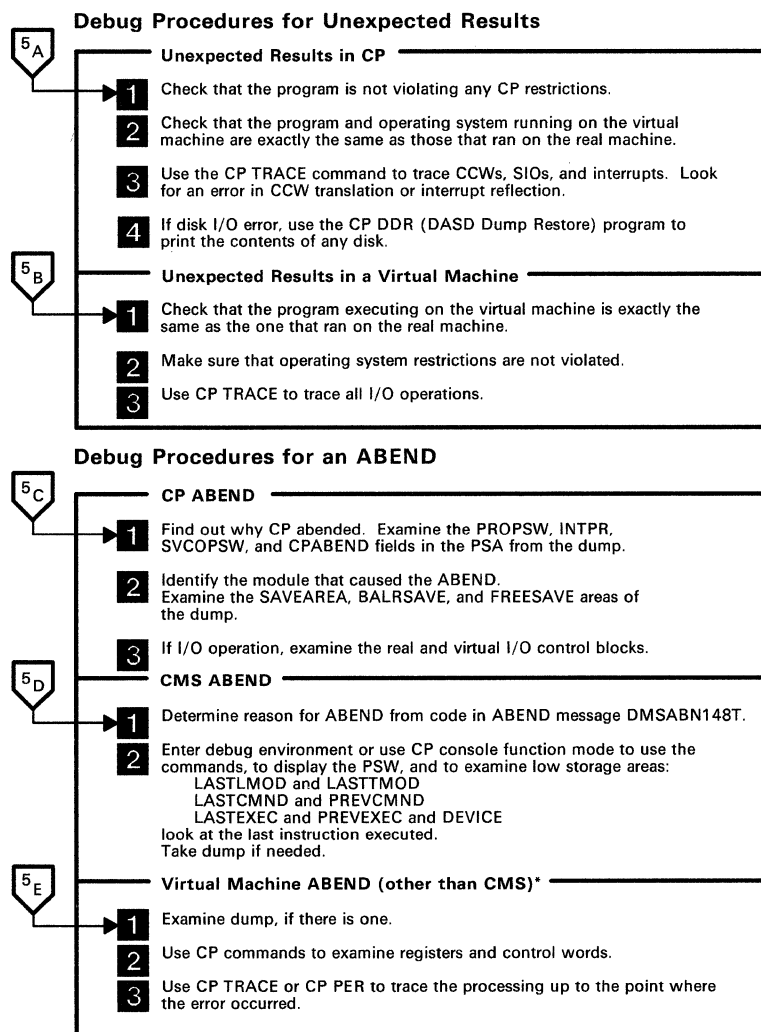 Debug Procedures for Unexpected Results
5A
Unexpected Results in CP
1 Check that the program is not violating any CP restrictions.
2 Check that the program and operating system running on the virtual
machine are exactly the same as those that ran on the real machine.
3 Use the CP TRACE command to trace CCWs, SIOs, and interrupts. Look
for an error in CCW translation or interrupt reflection.
4 If disk I/O error, use the CP DDR (DASD Dump Restore) program to
print the contents of any disk.
5B
Unexpected Results in a Virtual Machine
1 Check that the program executing on the virtual machine is exactly the
same as the one that ran on the real machine.
2 Make sure that operating system restrictions are not violated.
3 Use CP TRACE to trace all I/O operations.
Debug Procedures for an ABEND
5C
CP ABEND
1 Find out why CP abended. Examine the PROPSW, INTPR,
SVCOPSW, and CPABEND fields in the PSA from the dump.
2 Identify the module that caused the ABEND.
Examine the SAVEAREA, BALRSAVE, and FREESAVE areas of
the dump.
3 If I/O operation, examine the real and virtual I/O control blocks.
5D
CMS ABEND
1 Determine reason for ABEND from code in ABEND message DMSABN148T.
2 Enter debug environment or use CP console function mode to use the
commands, to display the PSW, and to examine low storage areas:
LASTLMOD and LASTTMOD
LASTCMND and PREVCMND
LASTEXEC and PREVEXEC and DEVICE
look at the last instruction executed.
Take dump if needed.
5E
Virtual Machine ABEND (other than CMS)*
1 Examine dump, if there is one.
2 Use CP commands to examine registers and control words.
3 Use CP TRACE or CP PER to trace the processing up to the point where
the error occurred.